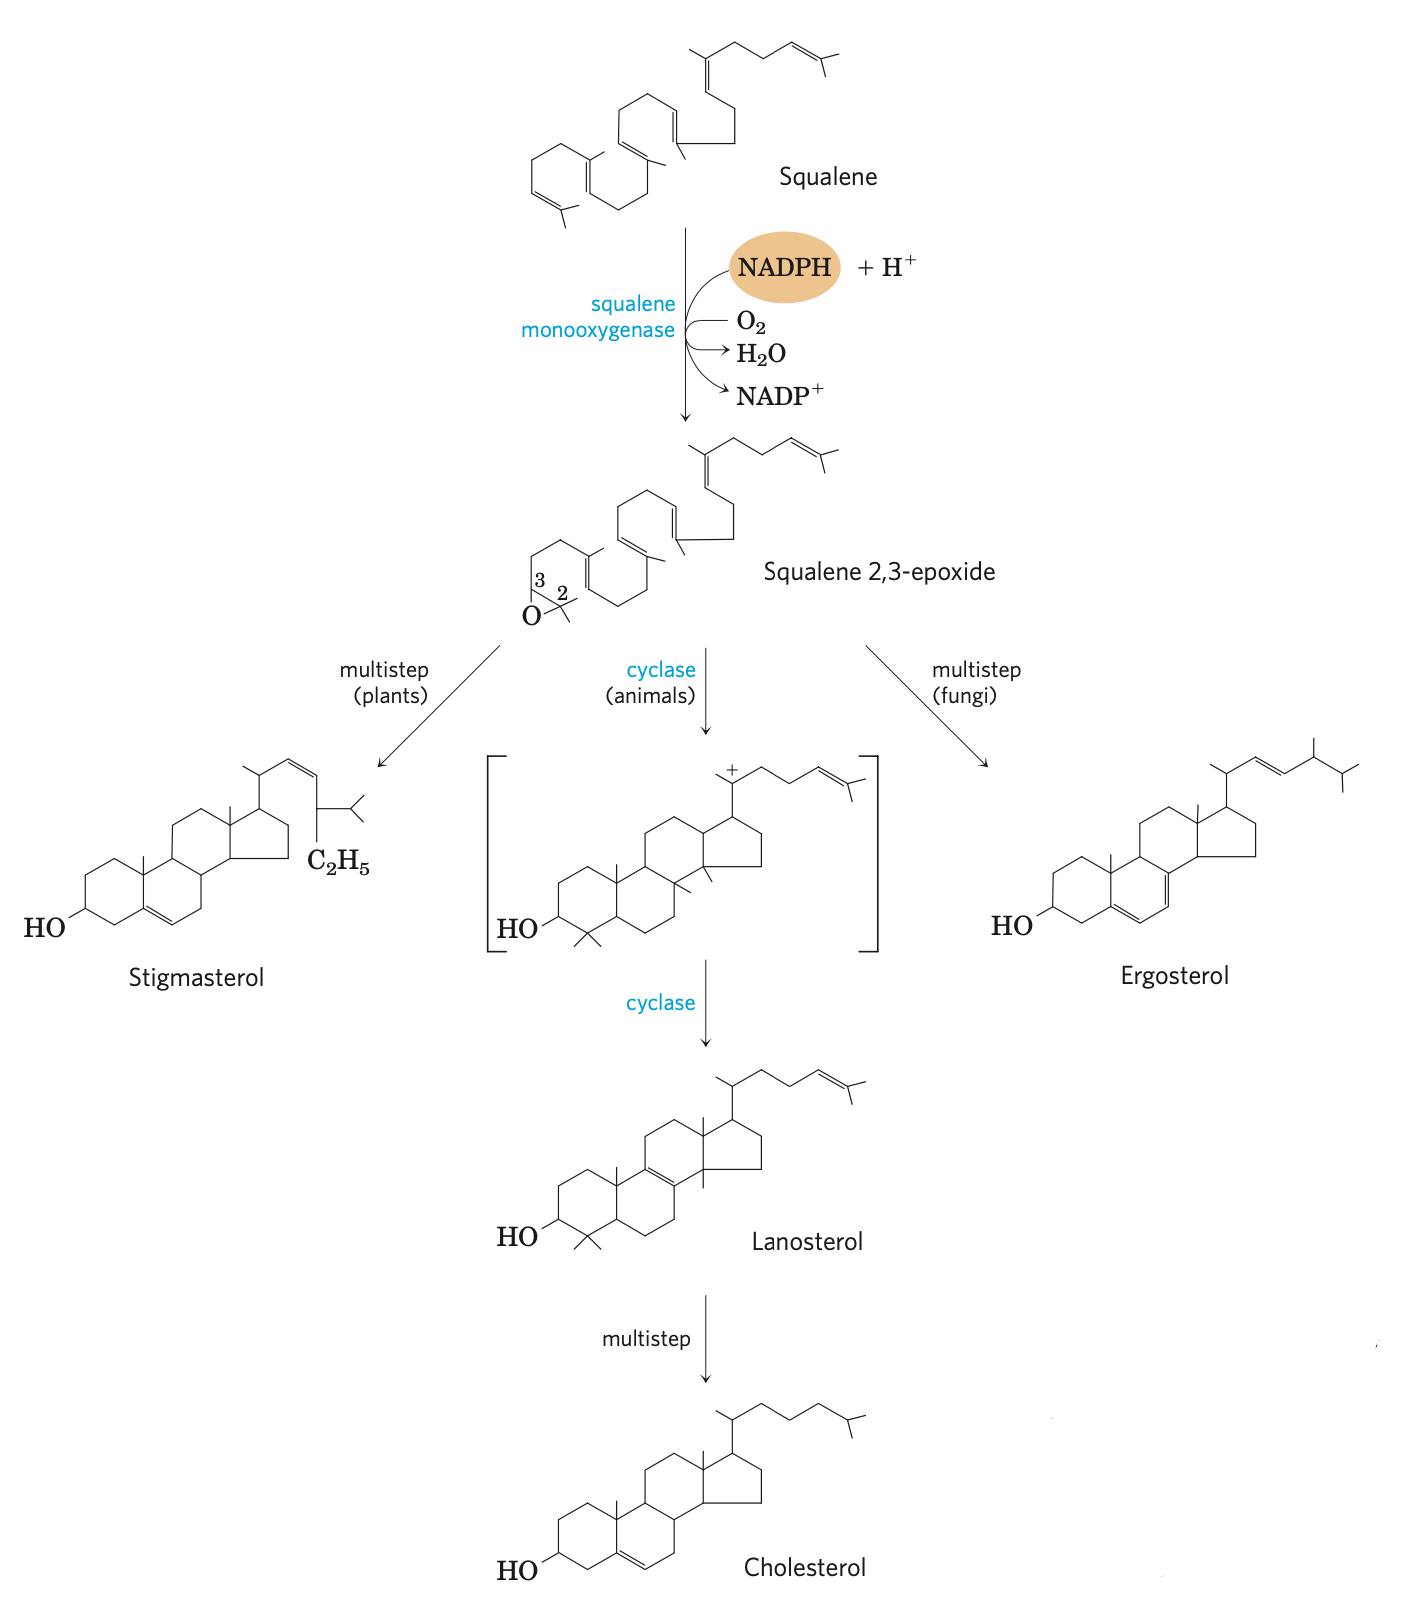 Squalene
NADPH + H⁺
squalene
monooxygenase
O₂
H₂O
NADP⁺
Squalene 2,3-epoxide
3
2
O
multistep
(plants)
cyclase
(animals)
multistep
(fungi)
+
C₂H₅
HO
Stigmasterol
HO
HO
Ergosterol
cyclase
HO
Lanosterol
multistep
HO
Cholesterol